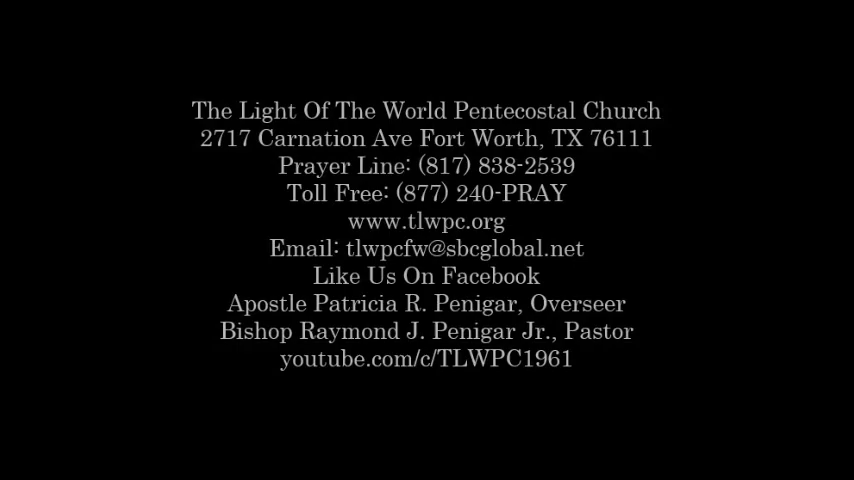 The Light Of The World Pentecostal Church
2717 Carnation Ave Fort Worth, TX 76111
Prayer Line: (817) 838-2539
Toll Free: (877) 240-PRAY
www.tlwpc.org
Email: tlwpcfw@sbcglobal.net
Like Us On Facebook
Apostle Patricia R. Penigar, Overseer
Bishop Raymond J. Penigar Jr., Pastor
youtube.com/c/TLWPC1961